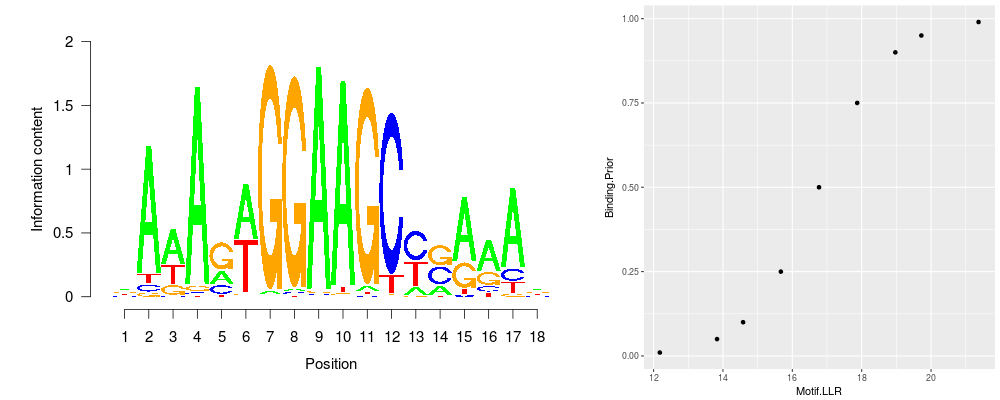 2
1.5
1
0.5
0
Information content
1 2 3 4 5 6 7 8 9 10 11 12 13 14 15 16 17 18
Position
A A A G A G G A A G C C G A A A
T T A T T T C G G C
C G C A A C T
1.00
0.75
0.50
0.25
0.00
Binding.Prior
12 14 16 18 20
Motif.LLR